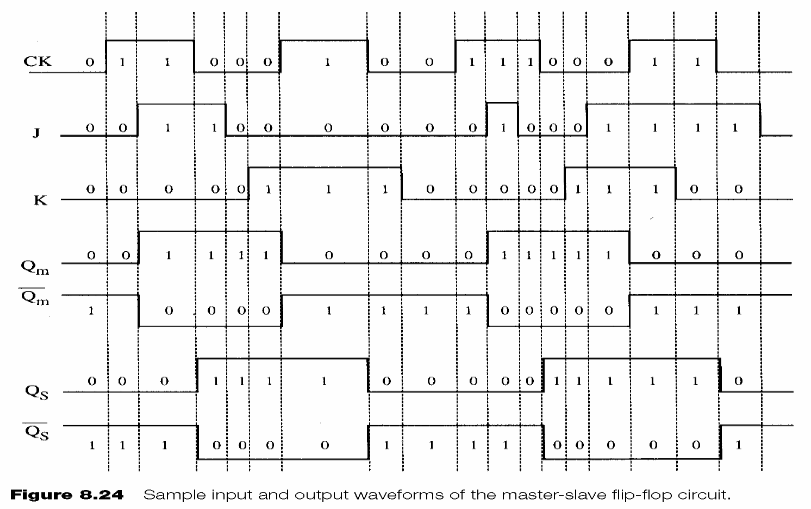 CK 0 1 1 0 0 0 1 0 0 1 1 1 0 0 0 1 1
J 0 0 1 1 0 0 0 0 0 0 1 0 0 0 1 1 1 1
K 0 0 0 0 0 1 1 1 0 0 0 0 0 1 1 1 0 0
Qm 0 0 1 1 1 1 0 0 0 0 1 1 1 1 1 0 0 0
Q̅m 1 0 0 0 0 1 1 1 1 0 0 0 0 0 1 1 1
QS 0 0 0 1 1 1 1 0 0 0 0 0 1 1 1 1 1 0
Q̅S 1 1 1 0 0 0 0 1 1 1 1 0 0 0 0 0 1
Figure 8.24 Sample input and output waveforms of the master-slave flip-flop circuit.